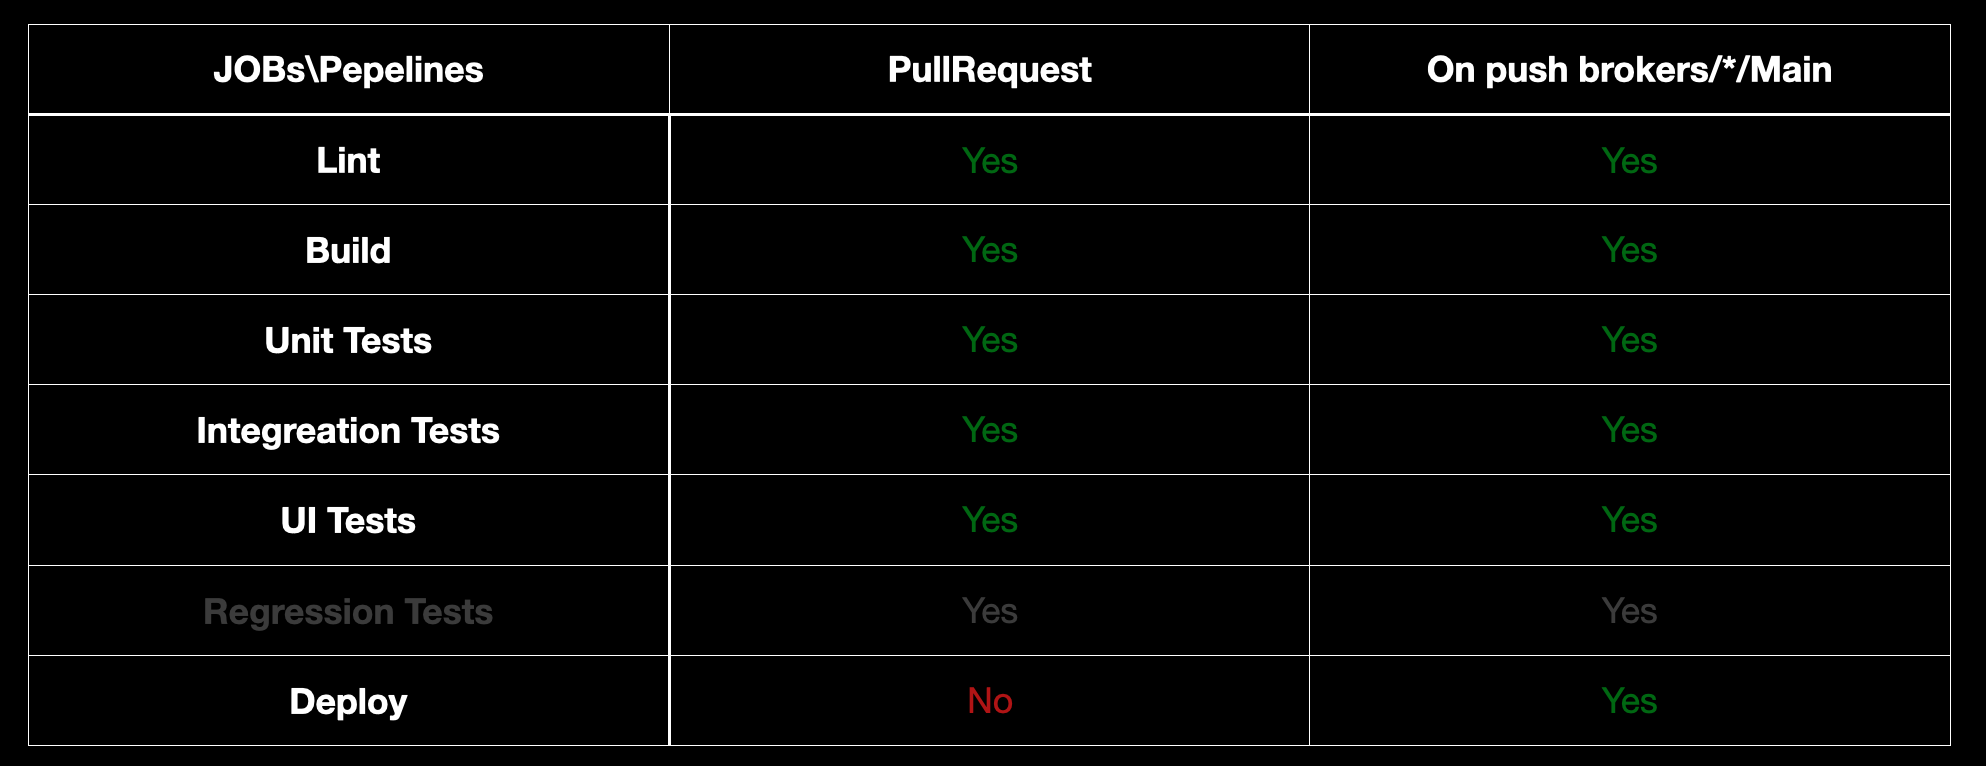 JOBs\Pepelines PullRequest On push brokers/*/Main
Lint Yes Yes
Build Yes Yes
Unit Tests Yes Yes
Integreation Tests Yes Yes
UI Tests Yes Yes
Regression Tests Yes Yes
Deploy No Yes